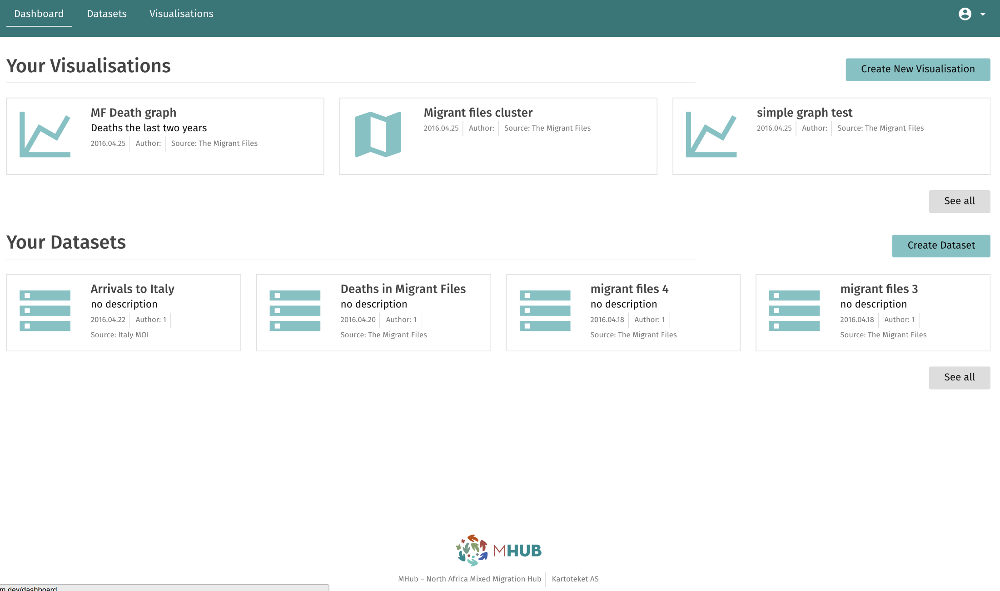 Dashboard Datasets Visualisations
Your Visualisations
Create New Visualisation
MF Death graph
Deaths the last two years
2016.04.25 Author: Source: The Migrant Files
Migrant files cluster
2016.04.25 Author: Source: The Migrant Files
simple graph test
2016.04.25 Author: Source: The Migrant Files
See all
Your Datasets
Create Dataset
Arrivals to Italy
no description
2016.04.22 Author: 1
Source: Italy MOI
Deaths in Migrant Files
no description
2016.04.20 Author: 1
Source: The Migrant Files
migrant files 4
no description
2016.04.18 Author: 1
Source: The Migrant Files
migrant files 3
no description
2016.04.18 Author: 1
Source: The Migrant Files
See all
MHUB
MHub – North Africa Mixed Migration Hub Kartoteket AS
m.dev/dashboard